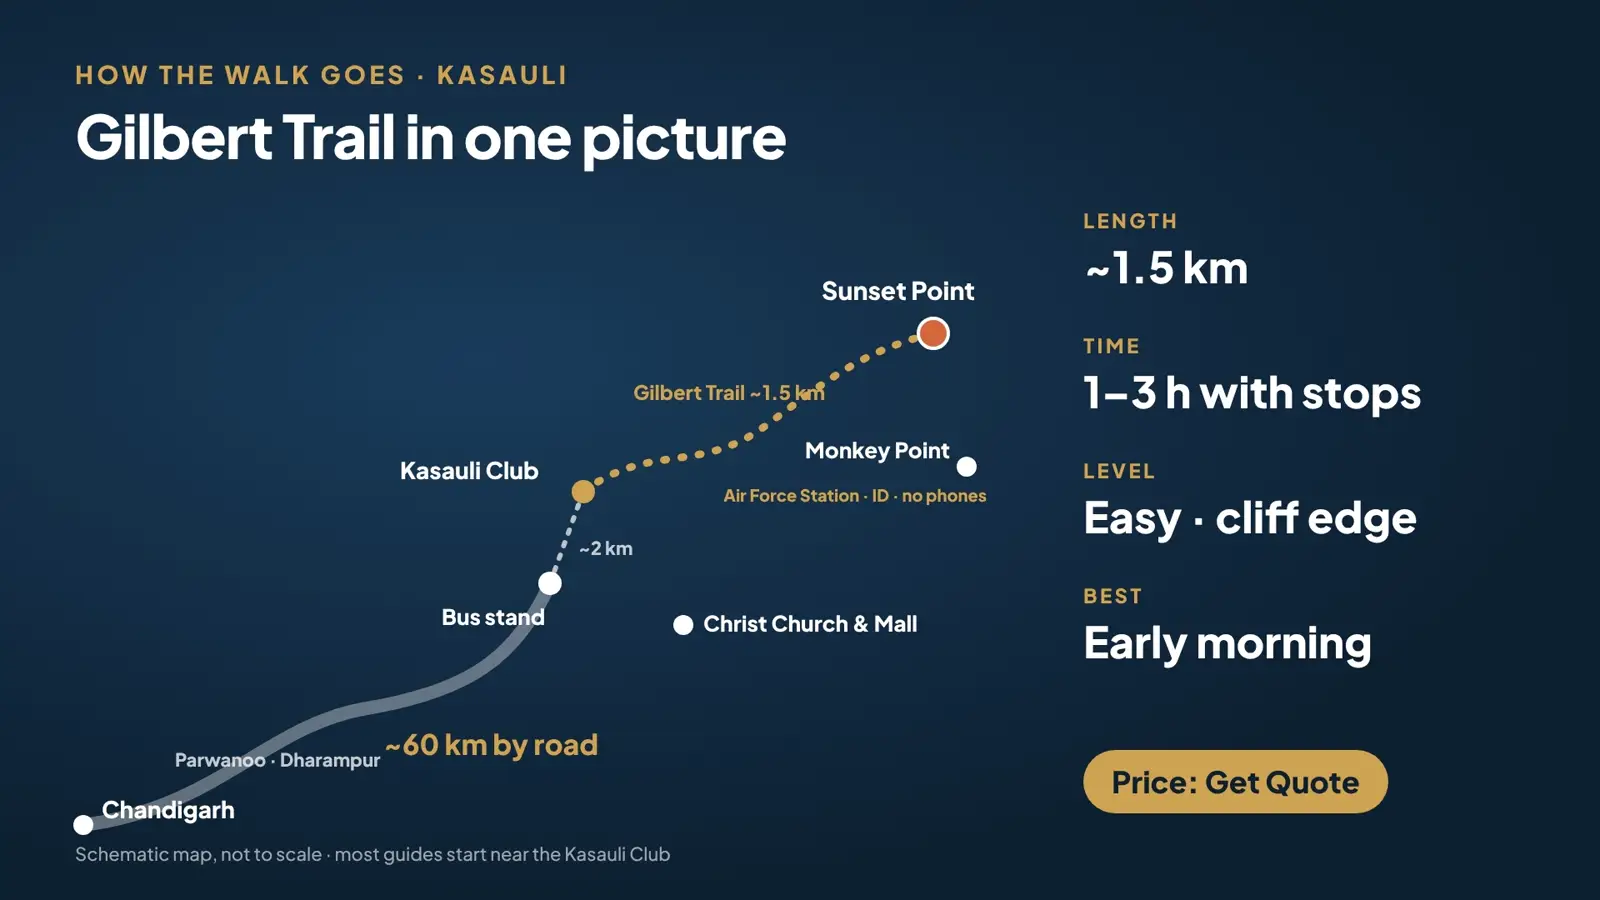 HOW THE WALK GOES · KASAULI
Gilbert Trail in one picture
LENGTH
~1.5 km
TIME
1–3 h with stops
LEVEL
Easy · cliff edge
BEST
Early morning
Price: Get Quote
Sunset Point
Gilbert Trail ~1.5 km
Monkey Point
Air Force Station · ID · no phones
Kasauli Club
~2 km
Bus stand
Christ Church & Mall
~60 km by road
Parwanoo · Dharampur
Chandigarh
Schematic map, not to scale · most guides start near the Kasauli Club